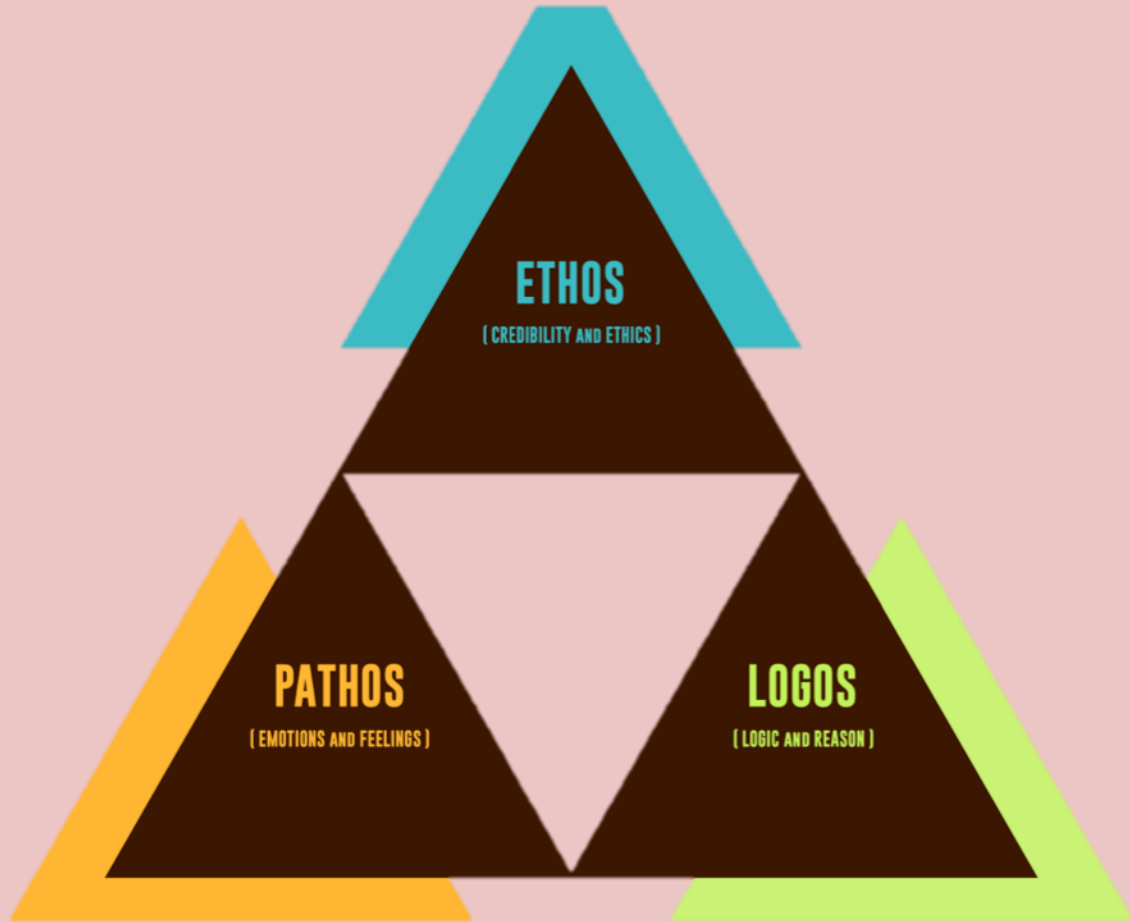 ETHOS
( CREDIBILITY AND ETHICS )
PATHOS
( EMOTIONS AND FEELINGS )
LOGOS
( LOGIC AND REASON )